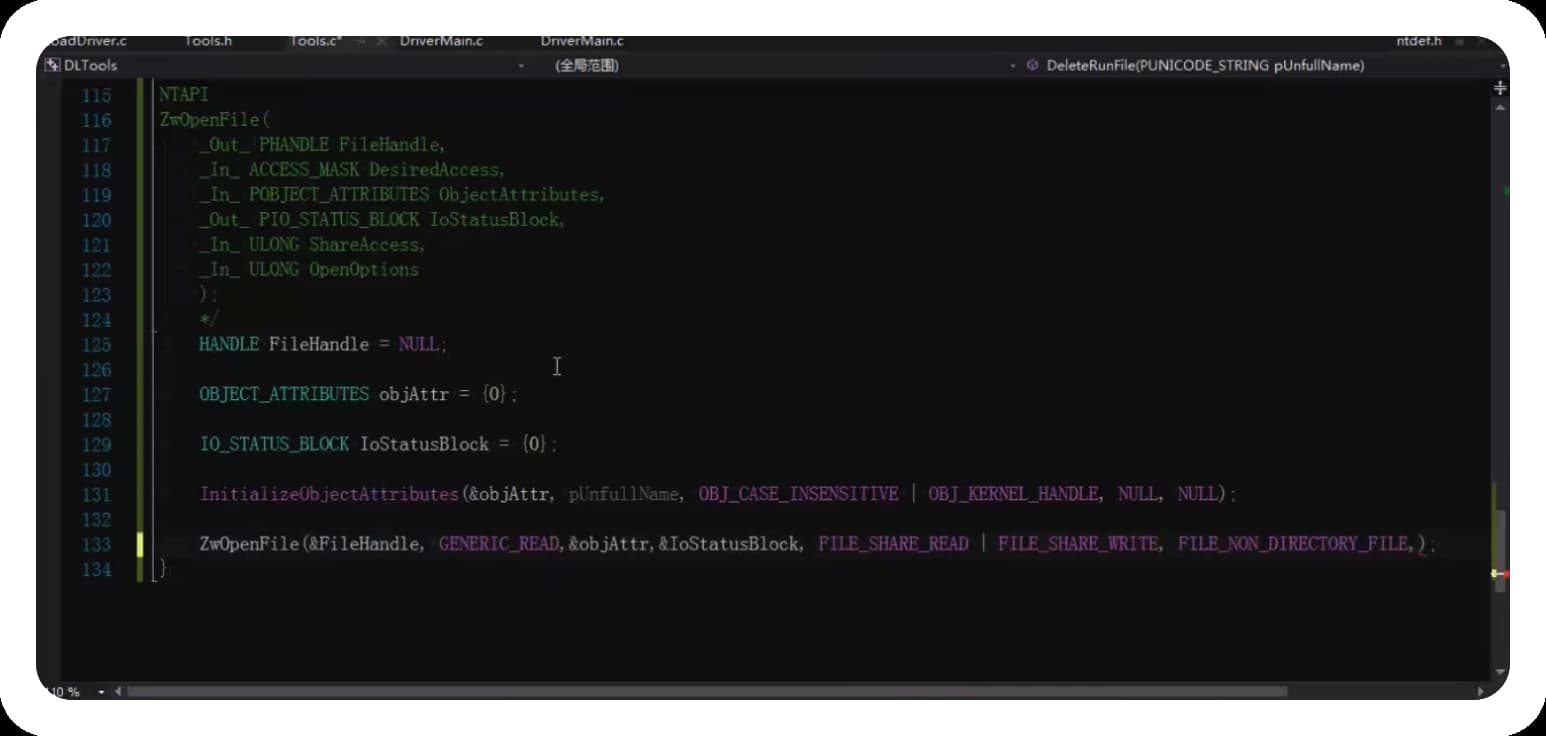 oadDriver.c Tools.h Tools.c* DriverMain.c DriverMain.c ntdef.h
DLTools (全局范围) DeleteRunFile(PUNICODE_STRING pUnfullName)
115 NTAPI
116 ZwOpenFile(
117 _Out_ PHANDLE FileHandle,
118 _In_ ACCESS_MASK DesiredAccess,
119 _In_ POBJECT_ATTRIBUTES ObjectAttributes,
120 _Out_ PIO_STATUS_BLOCK IoStatusBlock,
121 _In_ ULONG ShareAccess,
122 _In_ ULONG OpenOptions
123 );
124 */
125 HANDLE FileHandle = NULL;
126
127 OBJECT_ATTRIBUTES objAttr = {0};
128
129 IO_STATUS_BLOCK IoStatusBlock = {0};
130
131 InitializeObjectAttributes(&objAttr, pUnfullName, OBJ_CASE_INSENSITIVE | OBJ_KERNEL_HANDLE, NULL, NULL);
132
133 ZwOpenFile(&FileHandle, GENERIC_READ,&objAttr,&IoStatusBlock, FILE_SHARE_READ | FILE_SHARE_WRITE, FILE_NON_DIRECTORY_FILE,);
134 }
10 %